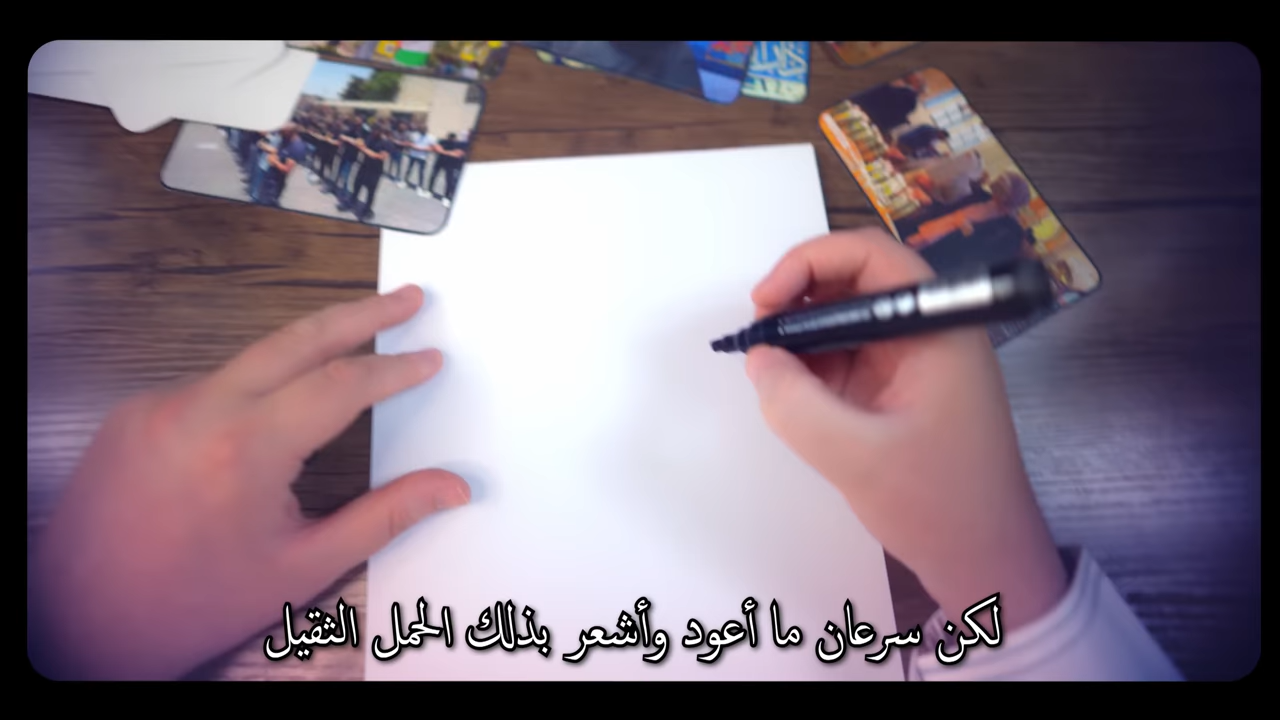 لكن سرعان ما أعود وأشعر بذلك الحمل الثقيل